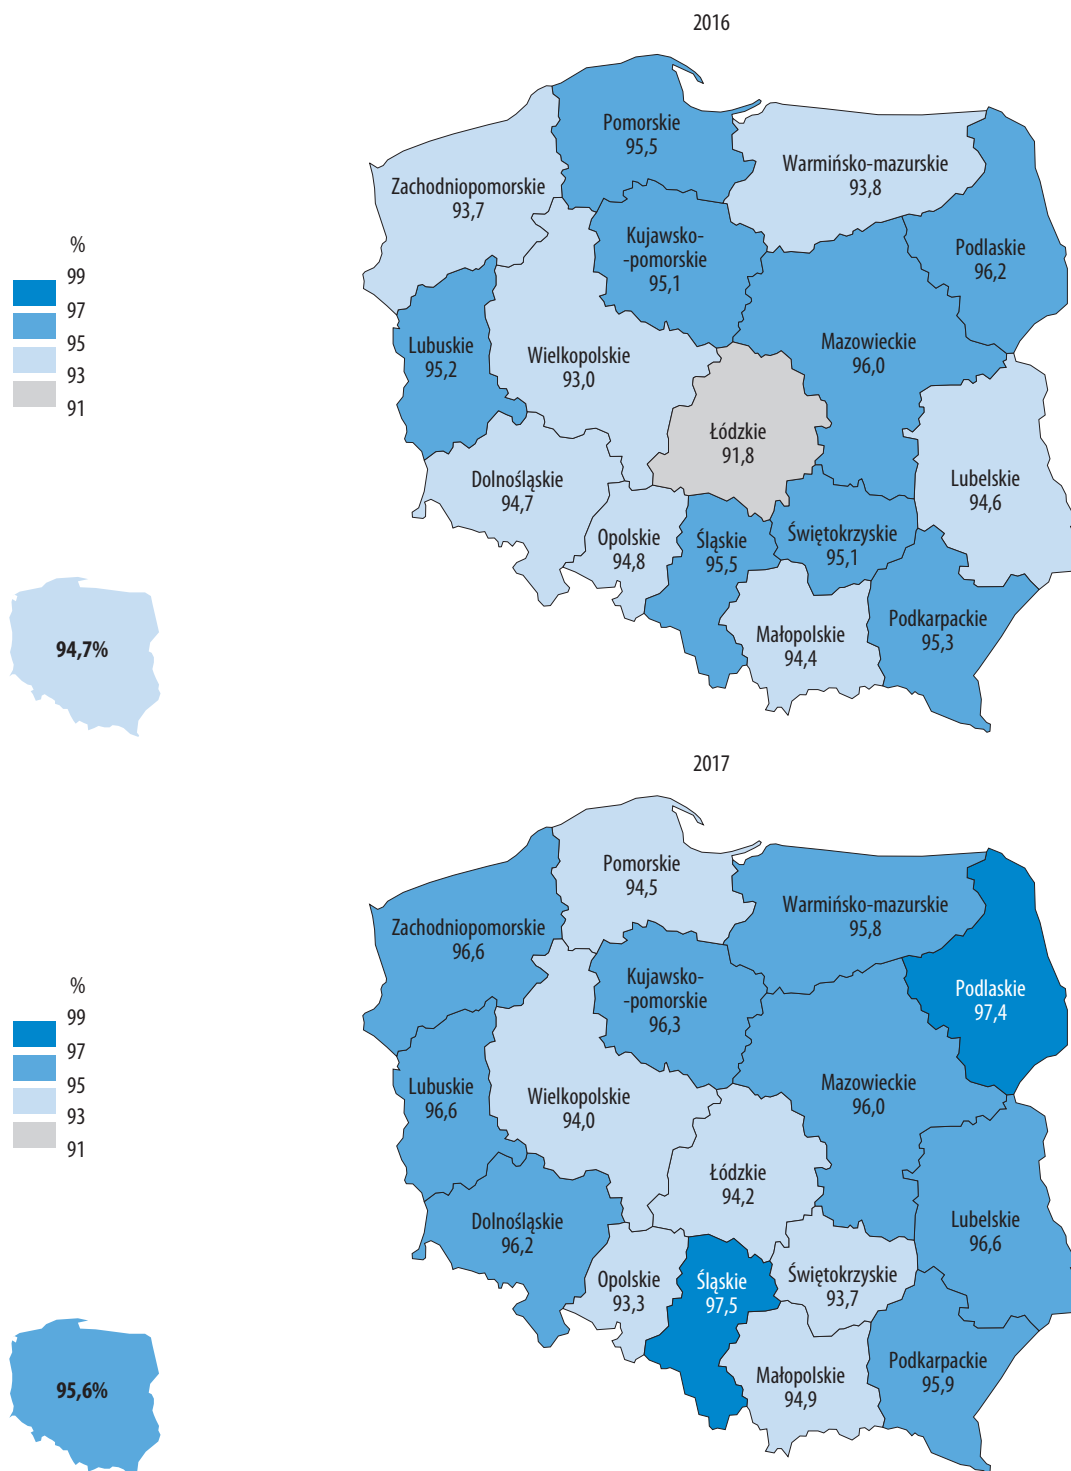 2016
Pomorskie
95,5
Warmińsko-mazurskie
93,8
Zachodniopomorskie
93,7
Kujawsko-
-pomorskie
95,1
Podlaskie
96,2
%
99
97
95
93
91
Lubuskie
95,2
Wielkopolskie
93,0
Mazowieckie
96,0
Łódzkie
91,8
Dolnośląskie
94,7
Lubelskie
94,6
Opolskie
94,8
Śląskie
95,5
Świętokrzyskie
95,1
Małopolskie
94,4
Podkarpackie
95,3
94,7%
2017
Pomorskie
94,5
Warmińsko-mazurskie
95,8
Zachodniopomorskie
96,6
Kujawsko-
-pomorskie
96,3
Podlaskie
97,4
%
99
97
95
93
91
Lubuskie
96,6
Wielkopolskie
94,0
Mazowieckie
96,0
Łódzkie
94,2
Dolnośląskie
96,2
Lubelskie
96,6
Opolskie
93,3
Śląskie
97,5
Świętokrzyskie
93,7
Małopolskie
94,9
Podkarpackie
95,9
95,6%